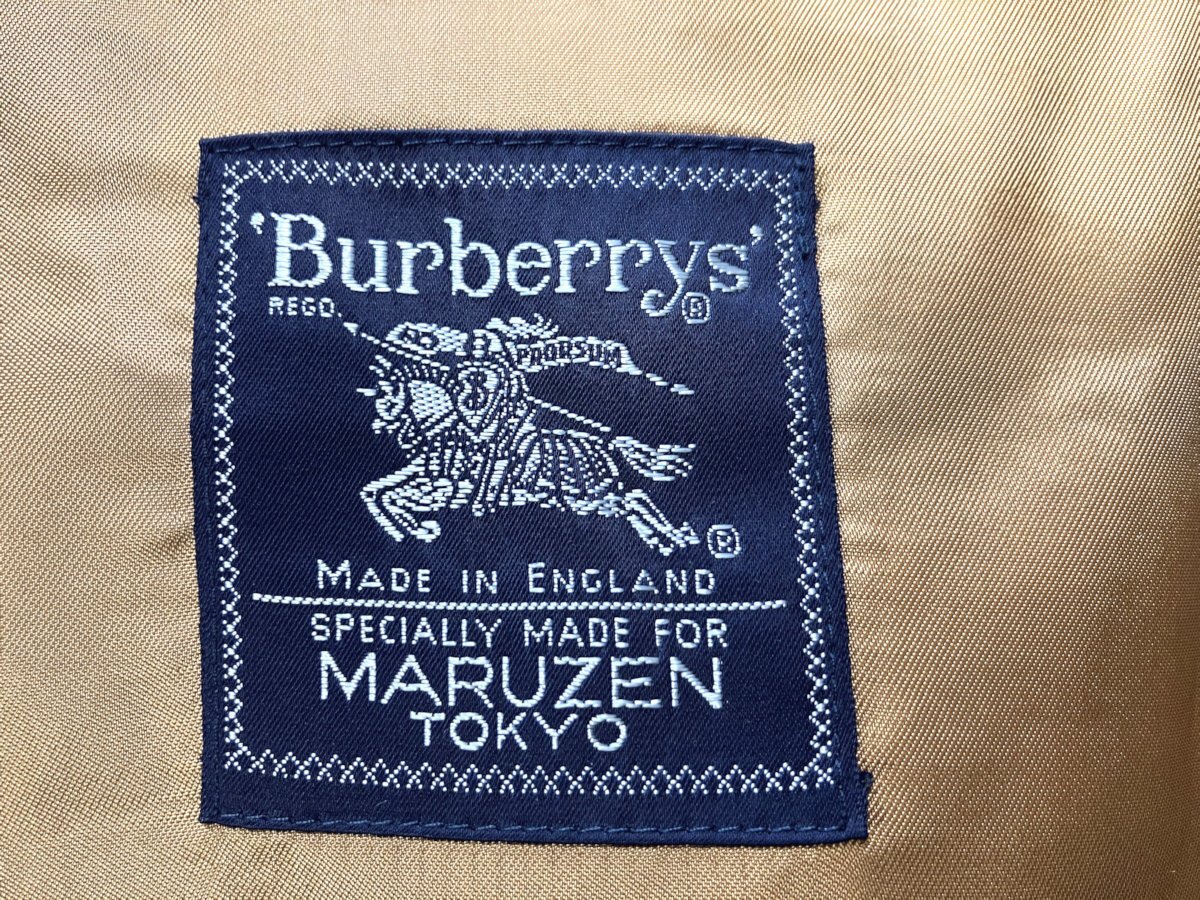 'Burberrys'®
REGD.
PRORSUM
®
MADE IN ENGLAND
SPECIALLY MADE FOR
MARUZEN
TOKYO